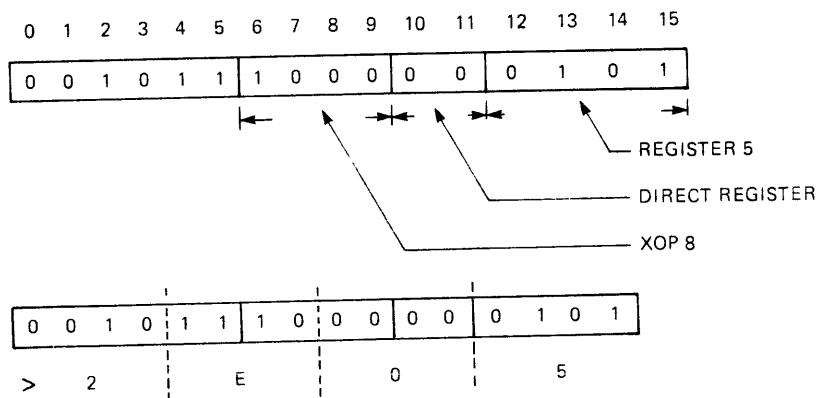 0 1 2 3 4 5 6 7 8 9 10 11 12 13 14 15
0 0 1 0 1 1 1 0 0 0 0 0 0 1 0 1
REGISTER 5
DIRECT REGISTER
XOP 8
0 0 1 0 1 1 1 0 0 0 0 0 0 1 0 1
> 2 E 0 5